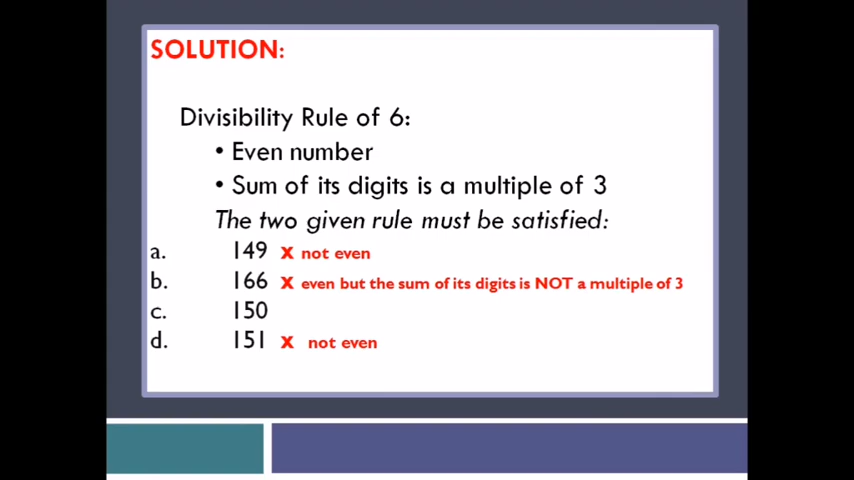 SOLUTION:
Divisibility Rule of 6:
• Even number
• Sum of its digits is a multiple of 3
The two given rule must be satisfied:
a. 149 x not even
b. 166 x even but the sum of its digits is NOT a multiple of 3
c. 150
d. 151 x not even